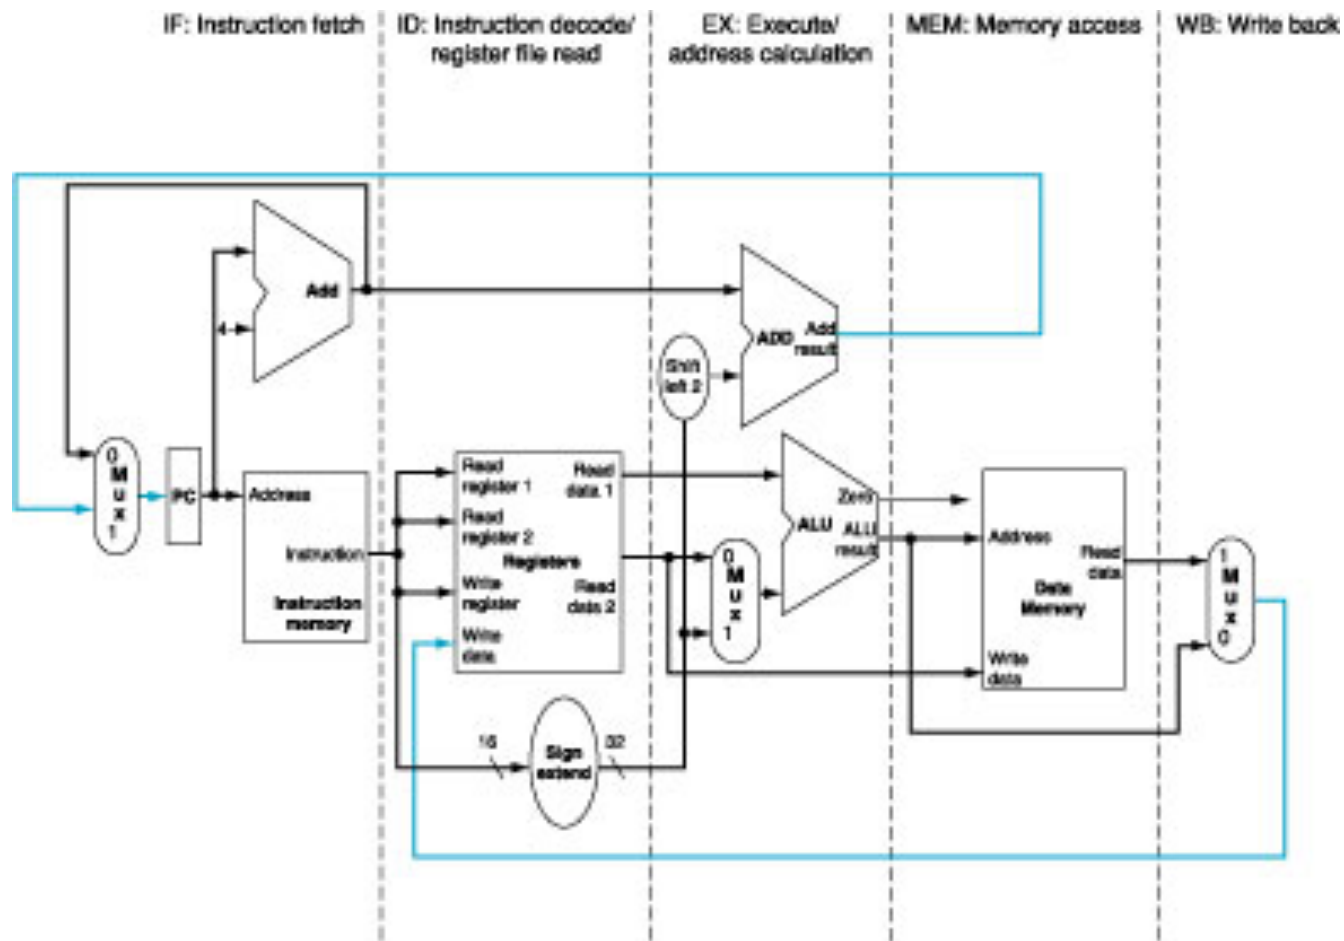 IF: Instruction fetch
ID: Instruction decode/
register file read
EX: Execute/
address calculation
MEM: Memory access
WB: Write back
Add
4
ADD
Add
result
Shift
left 2
0
M
u
x
1
PC
Address
Instruction
Instruction
memory
Read
register 1
Read
register 2
Write
register
Write
data
Registers
Read
data 1
Read
data 2
16
Sign
extend
32
0
M
u
x
1
Zero
ALU
ALU
result
Address
Write
data
Data
Memory
Read
data
1
M
u
x
0